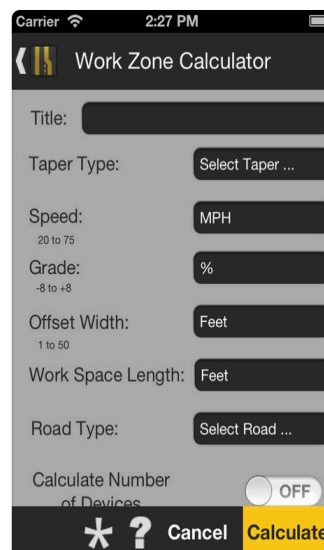 Carrier 2:27 PM
Work Zone Calculator
Title:
Taper Type: Select Taper ...
Speed: MPH
20 to 75
Grade: %
-8 to +8
Offset Width: Feet
1 to 50
Work Space Length: Feet
Road Type: Select Road ...
Calculate Number
of Devices OFF
* ? Cancel Calculate